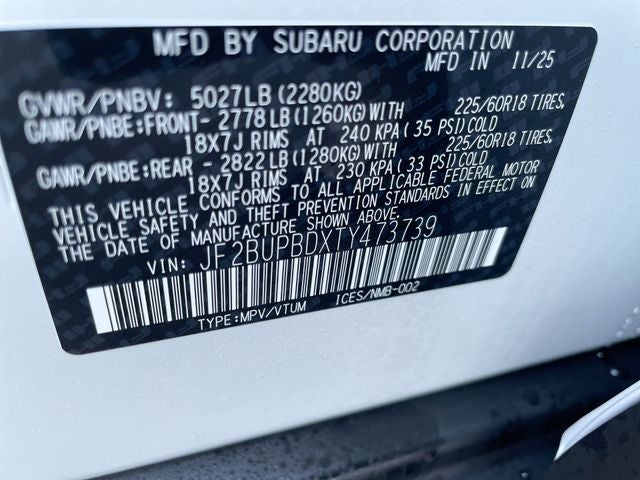 MFD BY SUBARU CORPORATION
MFD IN 11/25
GVWR/PNBV: 5027LB (2280KG)
GAWR/PNBE:FRONT- 2778LB(1260KG)WITH 225/60R18 TIRES,
18X7J RIMS AT 240 KPA(35 PSI)COLD
GAWR/PNBE:REAR - 2822LB(1280KG)WITH 225/60R18 TIRES,
18X7J RIMS AT 230 KPA(33 PSI)COLD
THIS VEHICLE CONFORMS TO ALL APPLICABLE FEDERAL MOTOR
VEHICLE SAFETY AND THEFT PREVENTION STANDARDS IN EFFECT ON
THE DATE OF MANUFACTURE SHOWN ABOVE.
VIN: JF2BUPBDXTY473739
TYPE:MPV/VTUM ICES/NMB-002